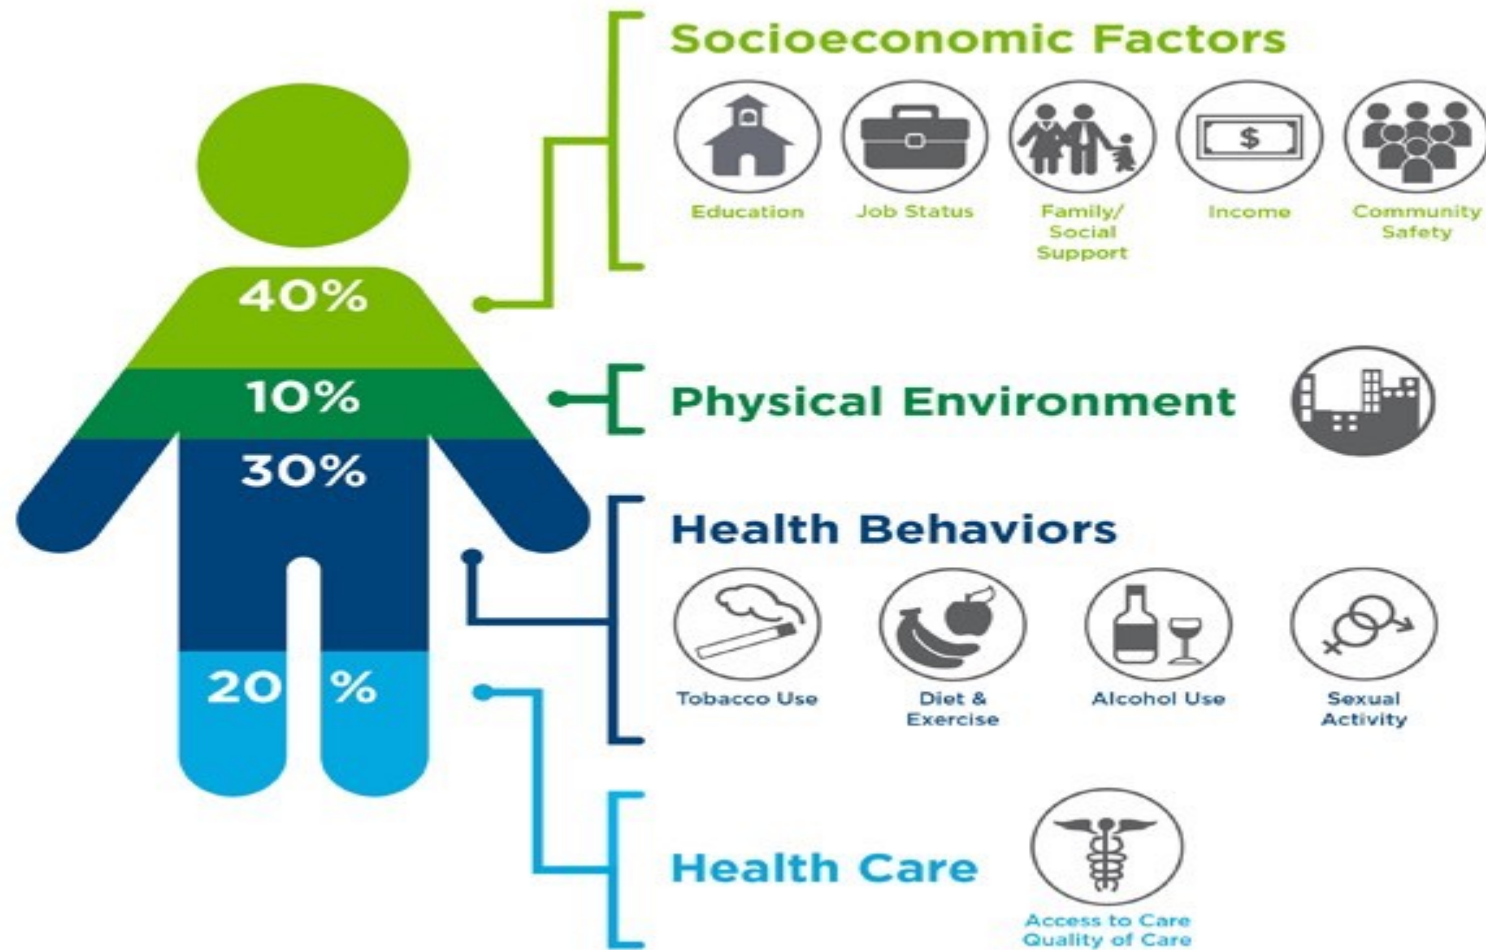 Socioeconomic Factors
$
Education
Job Status
Family/
Social
Support
Income
Community
Safety
40%
10%
Physical Environment
30%
Health Behaviors
Tobacco Use
Diet &
Exercise
Alcohol Use
Sexual
Activity
20 %
Health Care
Access to Care
Quality of Care